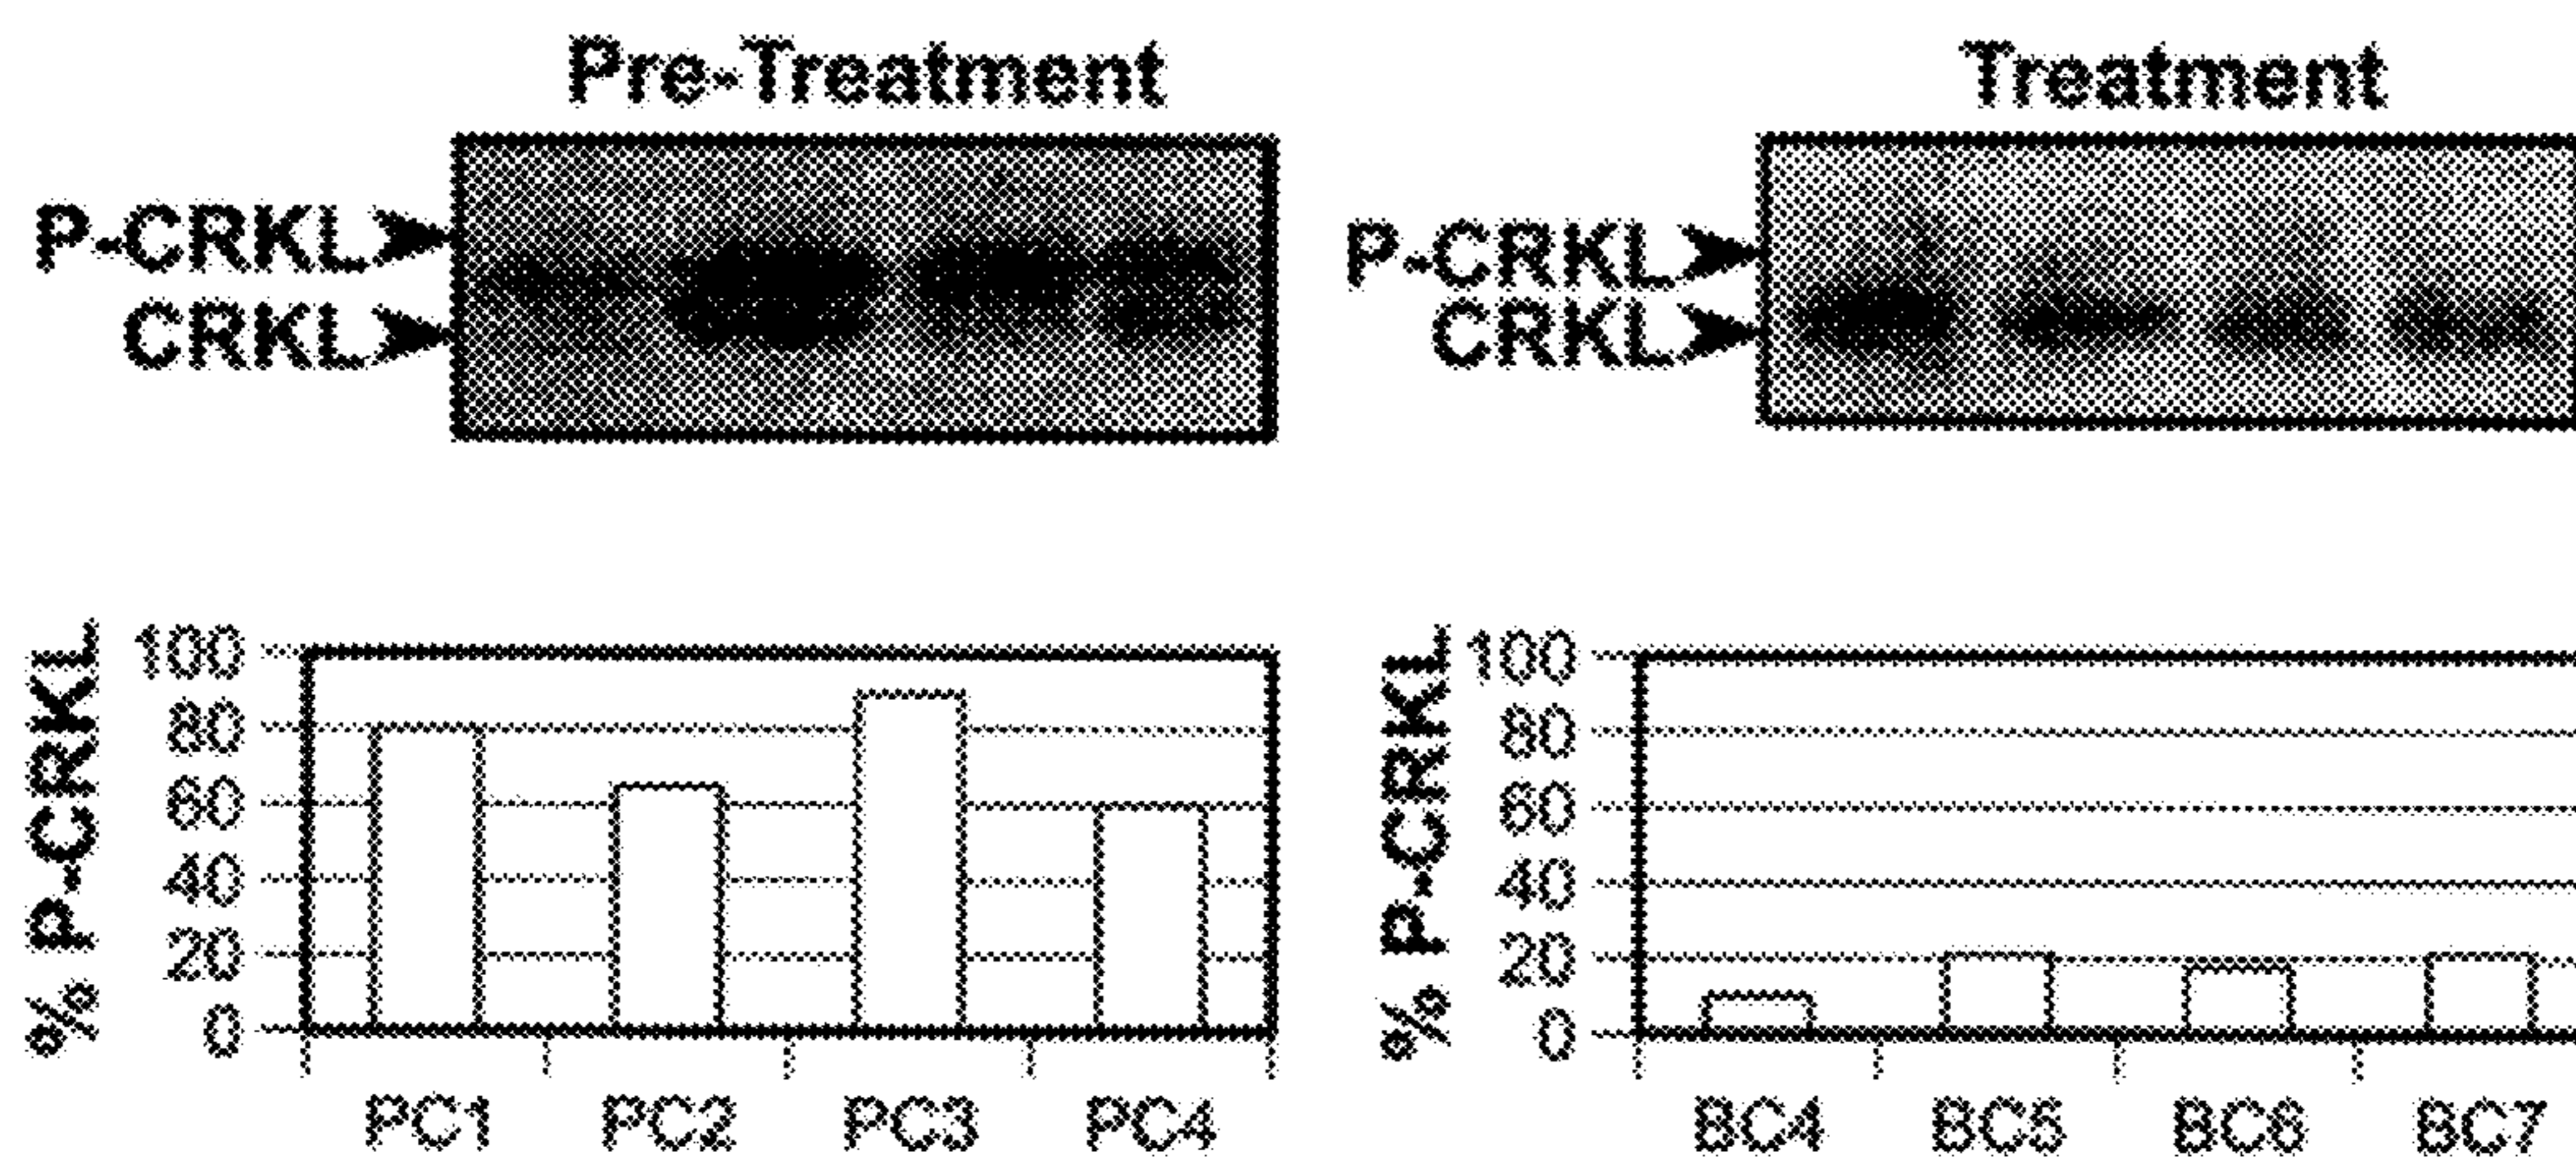 Pre-Treatment
P-CRKL
CRKL
% P-CRKL
100
80
60
40
20
0
PC1 PC2 PC3 PC4
Treatment
P-CRKL
CRKL
% P-CRKL
100
80
60
40
20
0
BC4 BC5 BC6 BC7